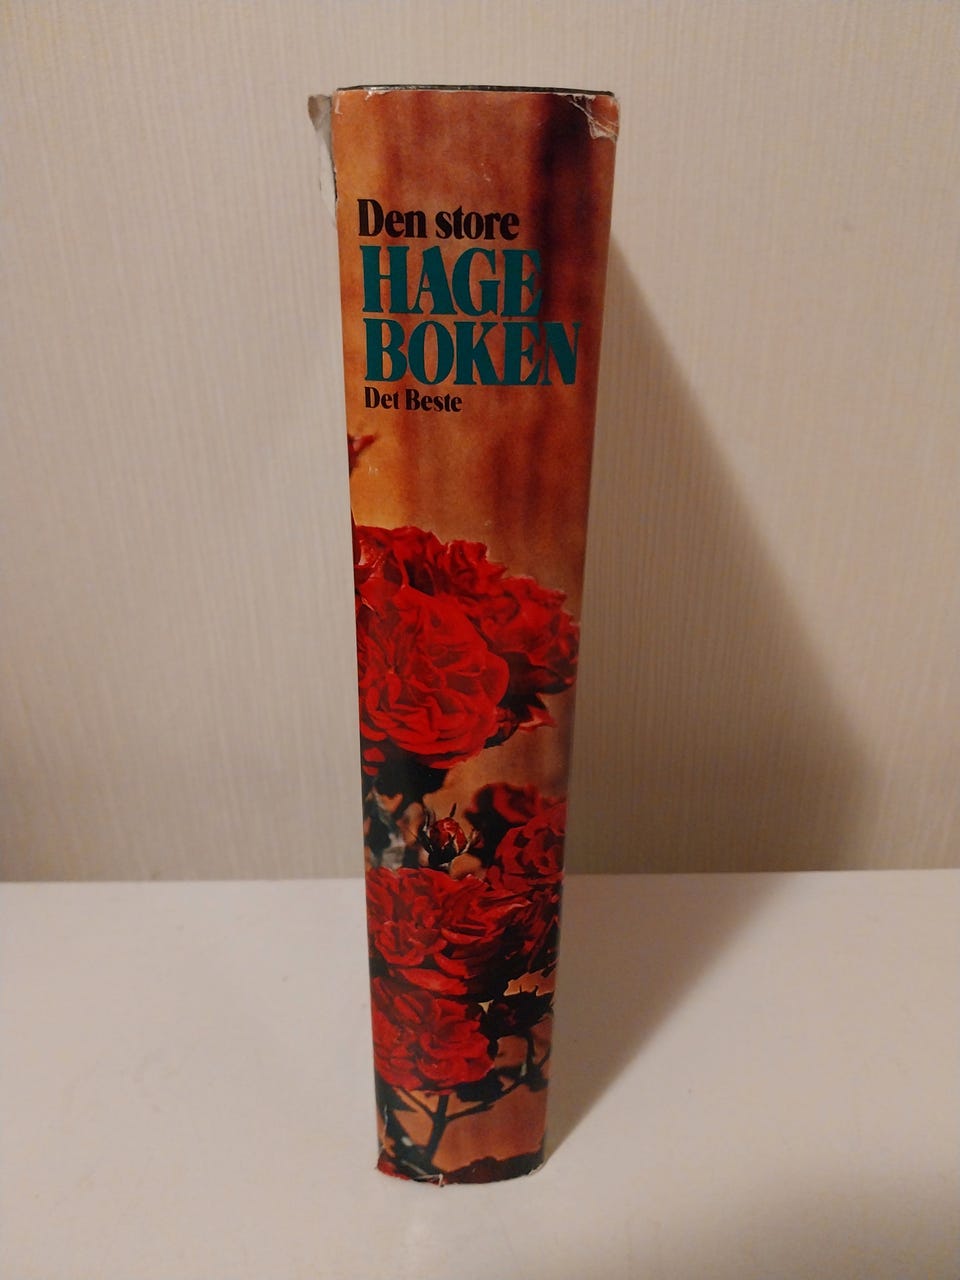 Den store
HAGE
BOKEN
Det Beste